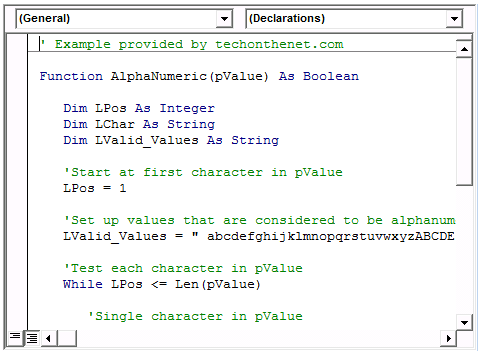 (General)
(Declarations)
' Example provided by techonthenet.com
Function AlphaNumeric(pValue) As Boolean
Dim LPos As Integer
Dim LChar As String
Dim LValid_Values As String
'Start at first character in pValue
LPos = 1
'Set up values that are considered to be alphanum
LValid_Values = " abcdefghijklmnopqrstuvwxyzABCDE
'Test each character in pValue
While LPos <= Len(pValue)
'Single character in pValue